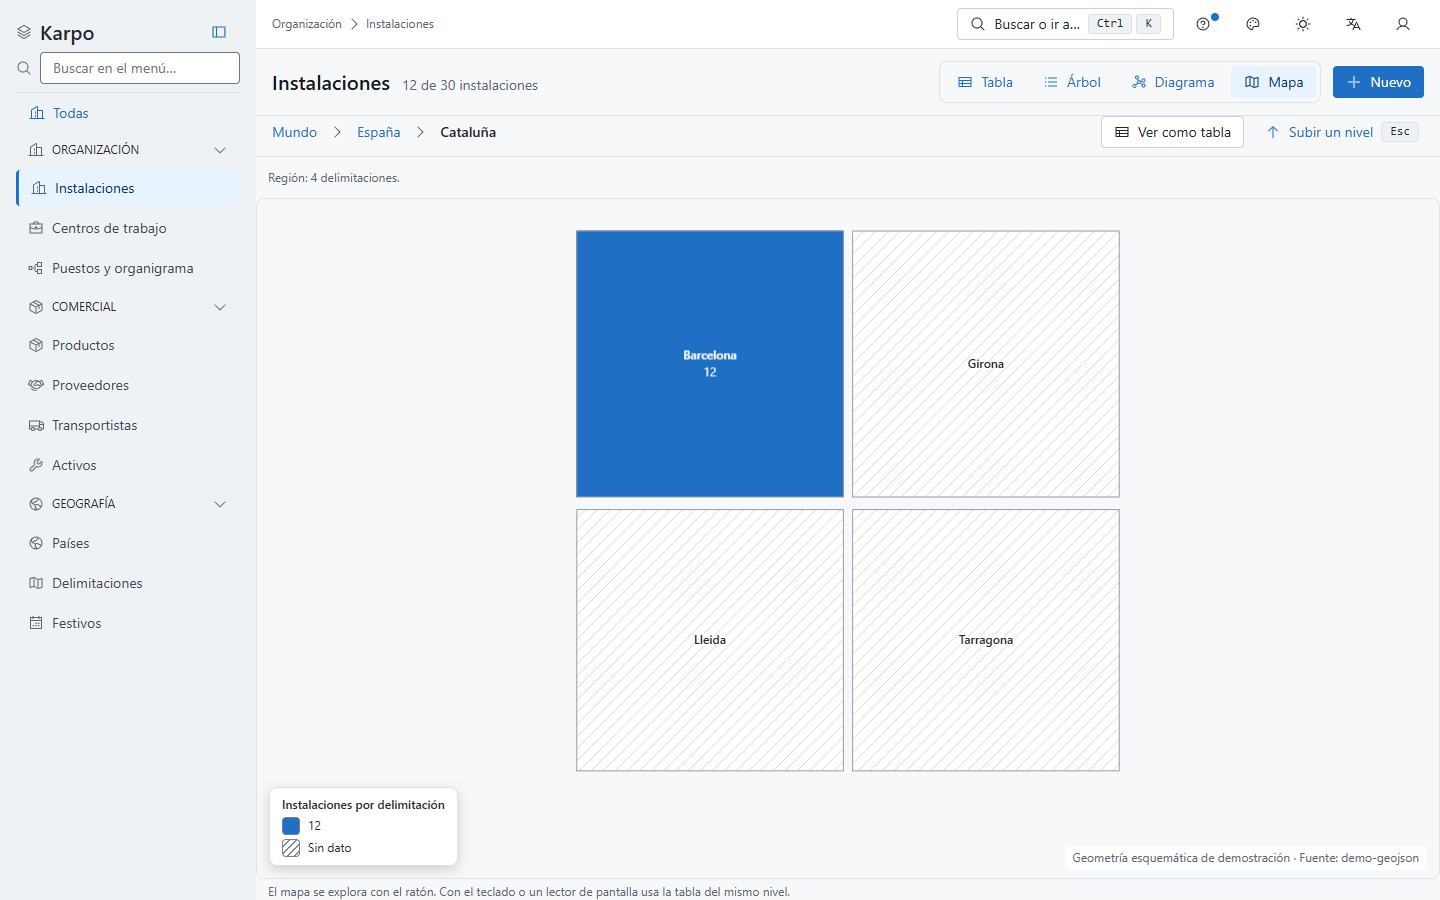 Karpo
Buscar en el menú...
Todas
ORGANIZACIÓN
Instalaciones
Centros de trabajo
Puestos y organigrama
COMERCIAL
Productos
Proveedores
Transportistas
Activos
GEOGRAFÍA
Países
Delimitaciones
Festivos
Organización > Instalaciones
Buscar o ir a... Ctrl K
Instalaciones 12 de 30 instalaciones
Tabla Árbol Diagrama Mapa Nuevo
Mundo > España > Cataluña
Ver como tabla Subir un nivel Esc
Región: 4 delimitaciones.
Barcelona
12
Girona
Lleida
Tarragona
Instalaciones por delimitación
12
Sin dato
Geometría esquemática de demostración · Fuente: demo-geojson
El mapa se explora con el ratón. Con el teclado o un lector de pantalla usa la tabla del mismo nivel.